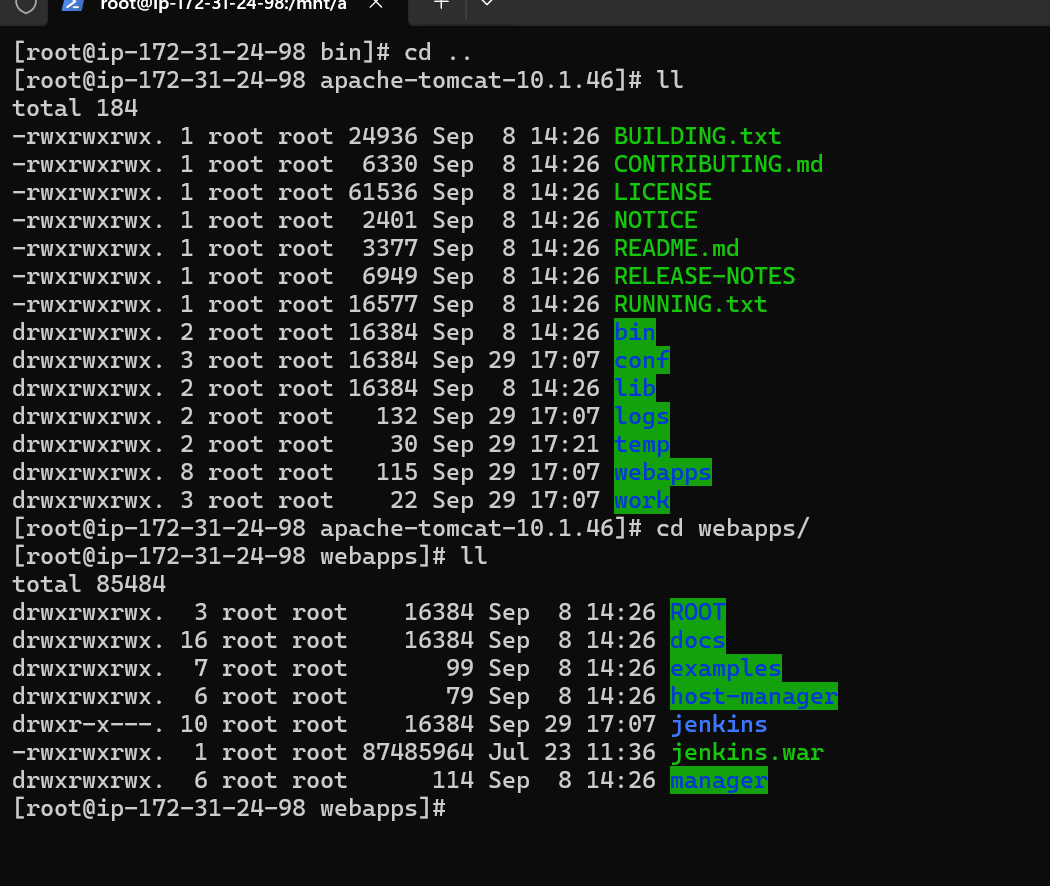 root@ip-172-31-24-98:/mnt/a
[root@ip-172-31-24-98 bin]# cd ..
[root@ip-172-31-24-98 apache-tomcat-10.1.46]# ll
total 184
-rwxrwxrwx. 1 root root 24936 Sep  8 14:26 BUILDING.txt
-rwxrwxrwx. 1 root root  6330 Sep  8 14:26 CONTRIBUTING.md
-rwxrwxrwx. 1 root root 61536 Sep  8 14:26 LICENSE
-rwxrwxrwx. 1 root root  2401 Sep  8 14:26 NOTICE
-rwxrwxrwx. 1 root root  3377 Sep  8 14:26 README.md
-rwxrwxrwx. 1 root root  6949 Sep  8 14:26 RELEASE-NOTES
-rwxrwxrwx. 1 root root 16577 Sep  8 14:26 RUNNING.txt
drwxrwxrwx. 2 root root 16384 Sep  8 14:26 bin
drwxrwxrwx. 3 root root 16384 Sep 29 17:07 conf
drwxrwxrwx. 2 root root 16384 Sep  8 14:26 lib
drwxrwxrwx. 2 root root   132 Sep 29 17:07 logs
drwxrwxrwx. 2 root root    30 Sep 29 17:21 temp
drwxrwxrwx. 8 root root   115 Sep 29 17:07 webapps
drwxrwxrwx. 3 root root    22 Sep 29 17:07 work
[root@ip-172-31-24-98 apache-tomcat-10.1.46]# cd webapps/
[root@ip-172-31-24-98 webapps]# ll
total 85484
drwxrwxrwx.  3 root root    16384 Sep  8 14:26 ROOT
drwxrwxrwx. 16 root root    16384 Sep  8 14:26 docs
drwxrwxrwx.  7 root root       99 Sep  8 14:26 examples
drwxrwxrwx.  6 root root       79 Sep  8 14:26 host-manager
drwxr-x---. 10 root root    16384 Sep 29 17:07 jenkins
-rwxrwxrwx.  1 root root 87485964 Jul 23 11:36 jenkins.war
drwxrwxrwx.  6 root root      114 Sep  8 14:26 manager
[root@ip-172-31-24-98 webapps]#